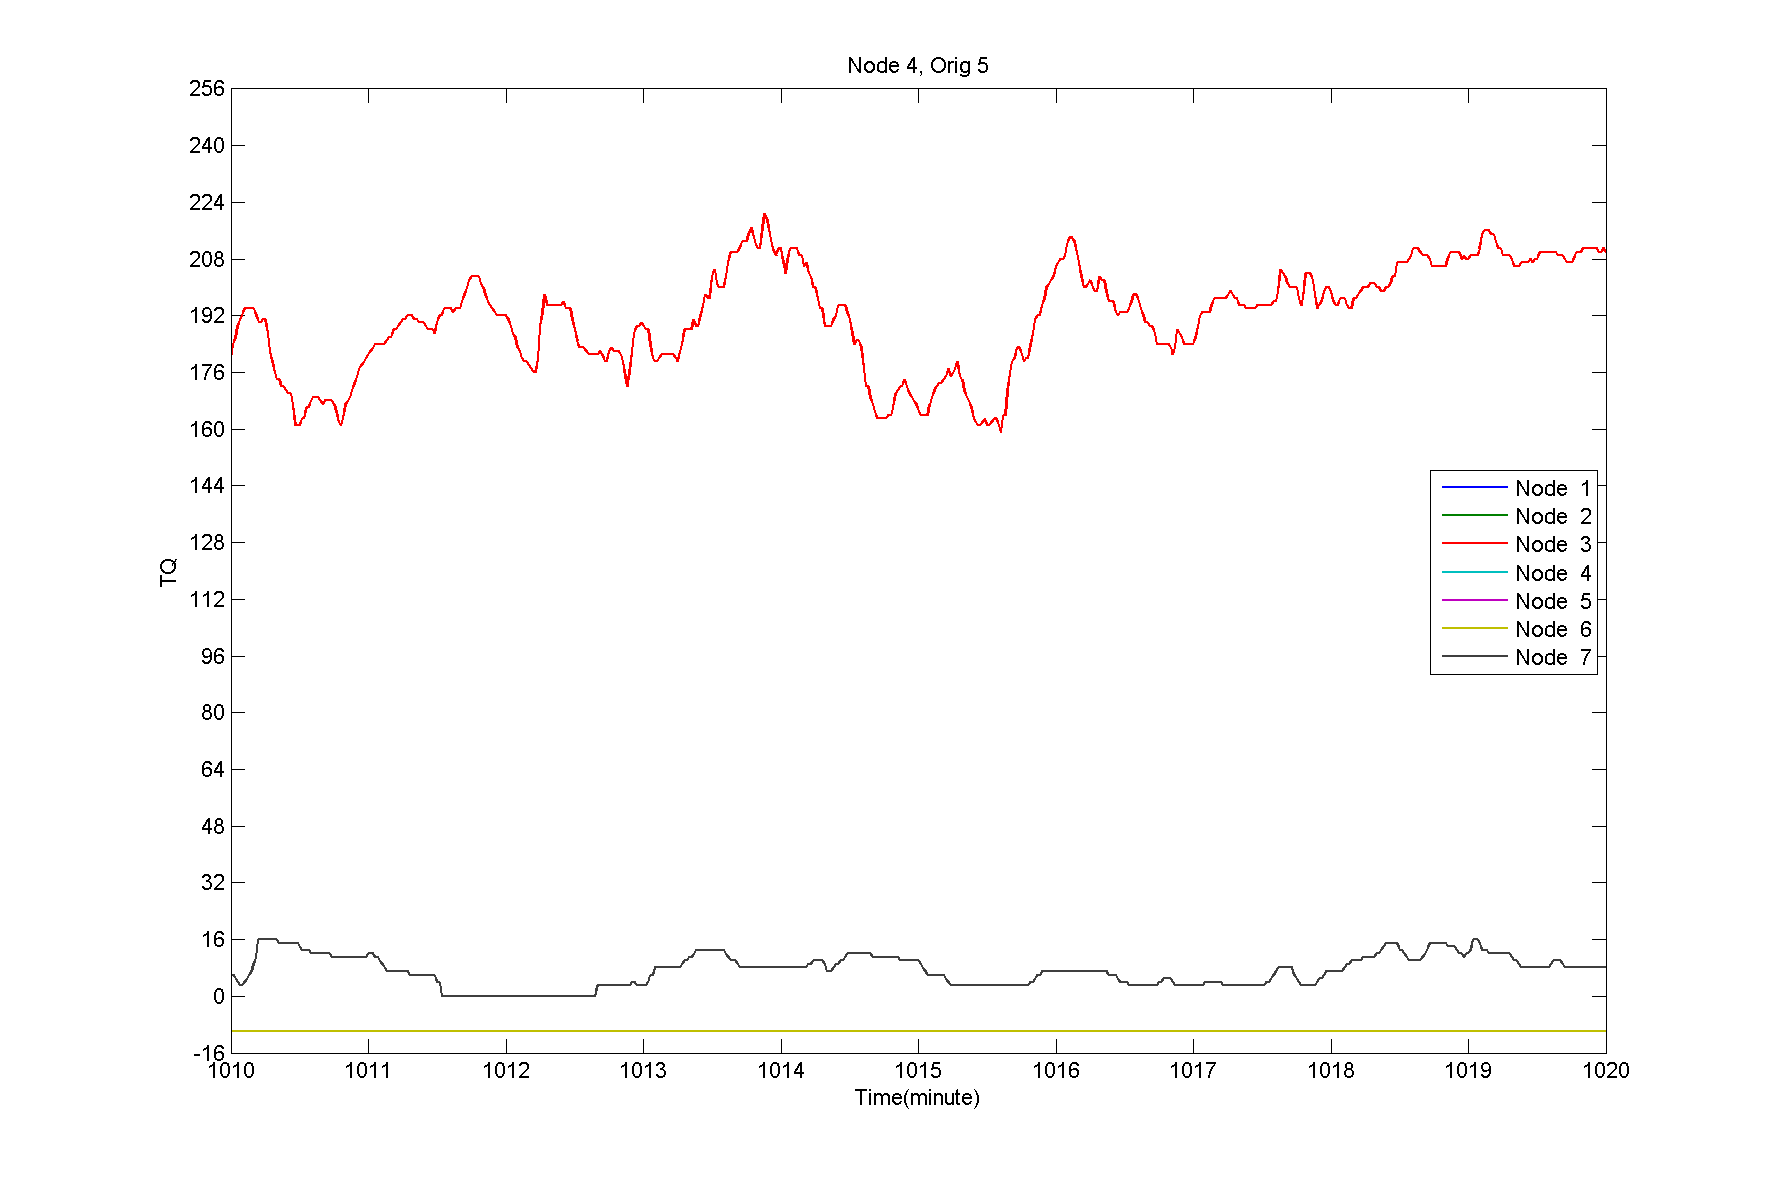 Node 4, Orig 5
256
240
224
208
192
176
160
144
128
112
96
80
64
48
32
16
0
-16
TQ
Node 1
Node 2
Node 3
Node 4
Node 5
Node 6
Node 7
1010 1011 1012 1013 1014 1015 1016 1017 1018 1019 1020
Time(minute)